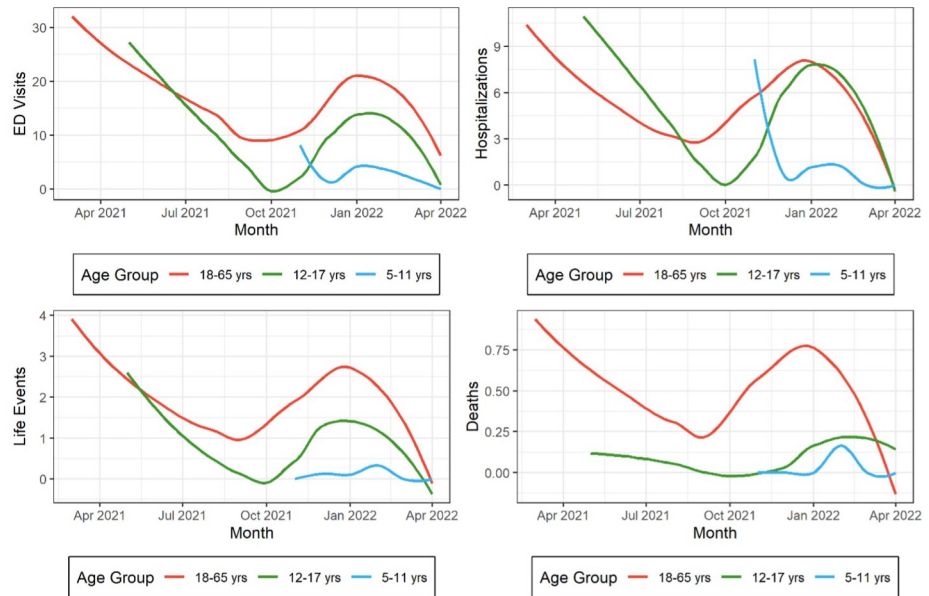 ED Visits
30
20
10
0
Apr 2021 Jul 2021 Oct 2021 Jan 2022 Apr 2022
Month
Age Group 18-65 yrs 12-17 yrs 5-11 yrs
Hospitalizations
9
6
3
0
Apr 2021 Jul 2021 Oct 2021 Jan 2022 Apr 2022
Month
Age Group 18-65 yrs 12-17 yrs 5-11 yrs
Life Events
4
3
2
1
0
Apr 2021 Jul 2021 Oct 2021 Jan 2022 Apr 2022
Month
Age Group 18-65 yrs 12-17 yrs 5-11 yrs
Deaths
0.75
0.50
0.25
0.00
Apr 2021 Jul 2021 Oct 2021 Jan 2022 Apr 2022
Month
Age Group 18-65 yrs 12-17 yrs 5-11 yrs